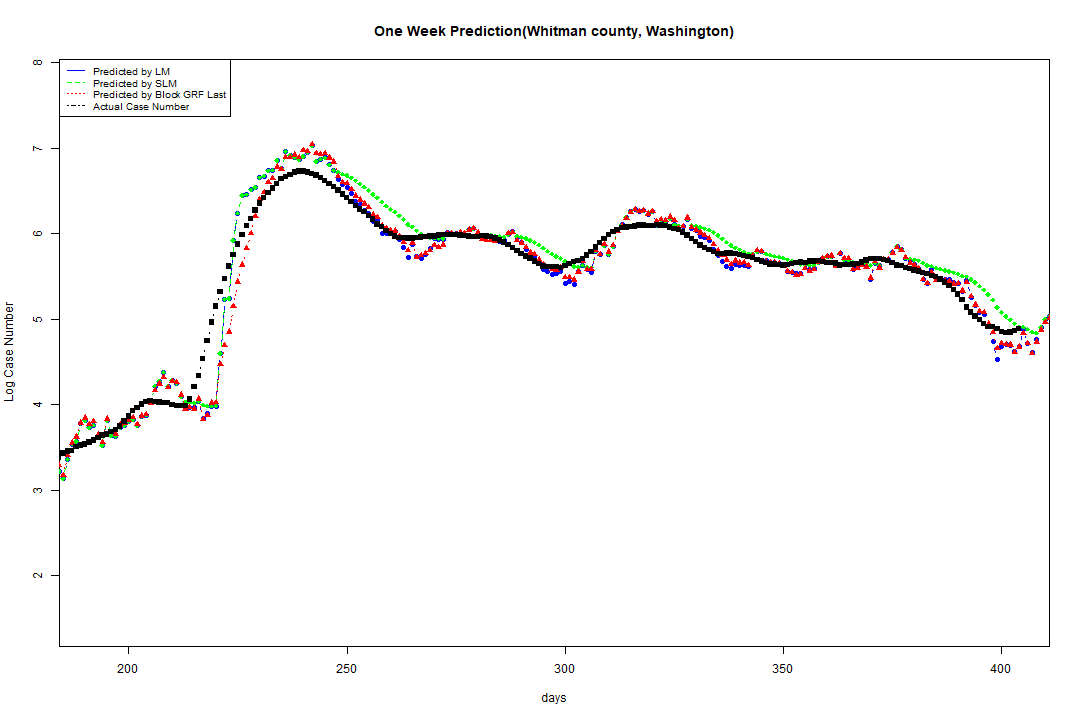 One Week Prediction(Whitman county, Washington)
Predicted by LM
Predicted by SLM
Predicted by Block GRF Last
Actual Case Number
8
7
6
5
4
3
2
Log Case Number
200 250 300 350 400
days